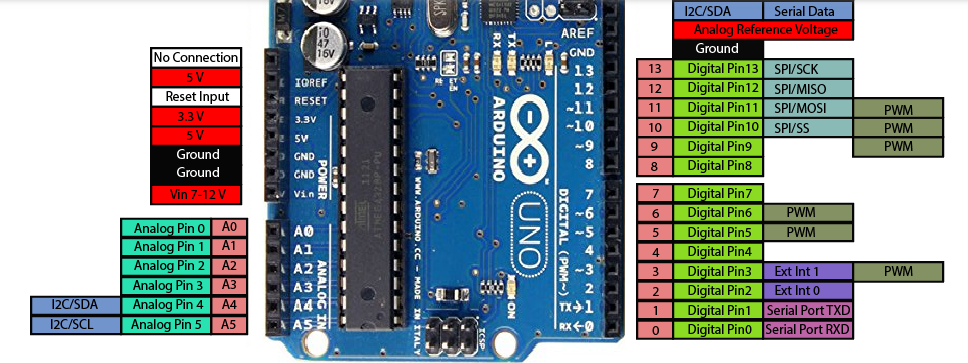 No Connection
5 V
Reset Input
3.3 V
5 V
Ground
Ground
Vin 7-12 V
Analog Pin 0 A0
Analog Pin 1 A1
Analog Pin 2 A2
Analog Pin 3 A3
I2C/SDA Analog Pin 4 A4
I2C/SCL Analog Pin 5 A5
10
47
16V
RX TX
IOREF
RESET
3.3V
5V
GND
GND
Vin
POWER
A0
A1
A2
A3
A4
A5
ANALOG IN
WWW.ARDUINO.CC - MADE IN ITALY
ARDUINO
UNO
ON
ICSP
RESET EN
AREF
GND
13
12
~11
~10
~9
8
7
~6
~5
4
~3
2
TX→1
RX←0
DIGITAL (PWM~)
I2C/SDA Serial Data
Analog Reference Voltage
Ground
13 Digital Pin13 SPI/SCK
12 Digital Pin12 SPI/MISO
11 Digital Pin11 SPI/MOSI PWM
10 Digital Pin10 SPI/SS PWM
9 Digital Pin9 PWM
8 Digital Pin8
7 Digital Pin7
6 Digital Pin6 PWM
5 Digital Pin5 PWM
4 Digital Pin4
3 Digital Pin3 Ext Int 1 PWM
2 Digital Pin2 Ext Int 0
1 Digital Pin1 Serial Port TXD
0 Digital Pin0 Serial Port RXD